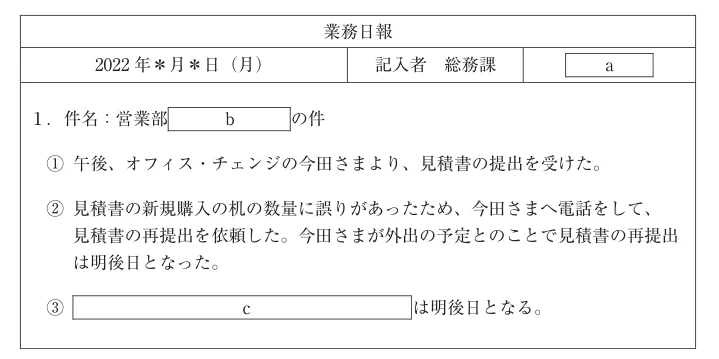 業務日報
2022年＊月＊日（月） 記入者　総務課 a
1．件名：営業部 b の件
① 午後、オフィス・チェンジの今田さまより、見積書の提出を受けた。
② 見積書の新規購入の机の数量に誤りがあったため、今田さまへ電話をして、
見積書の再提出を依頼した。今田さまが外出の予定とのことで見積書の再提出
は明後日となった。
③ c は明後日となる。